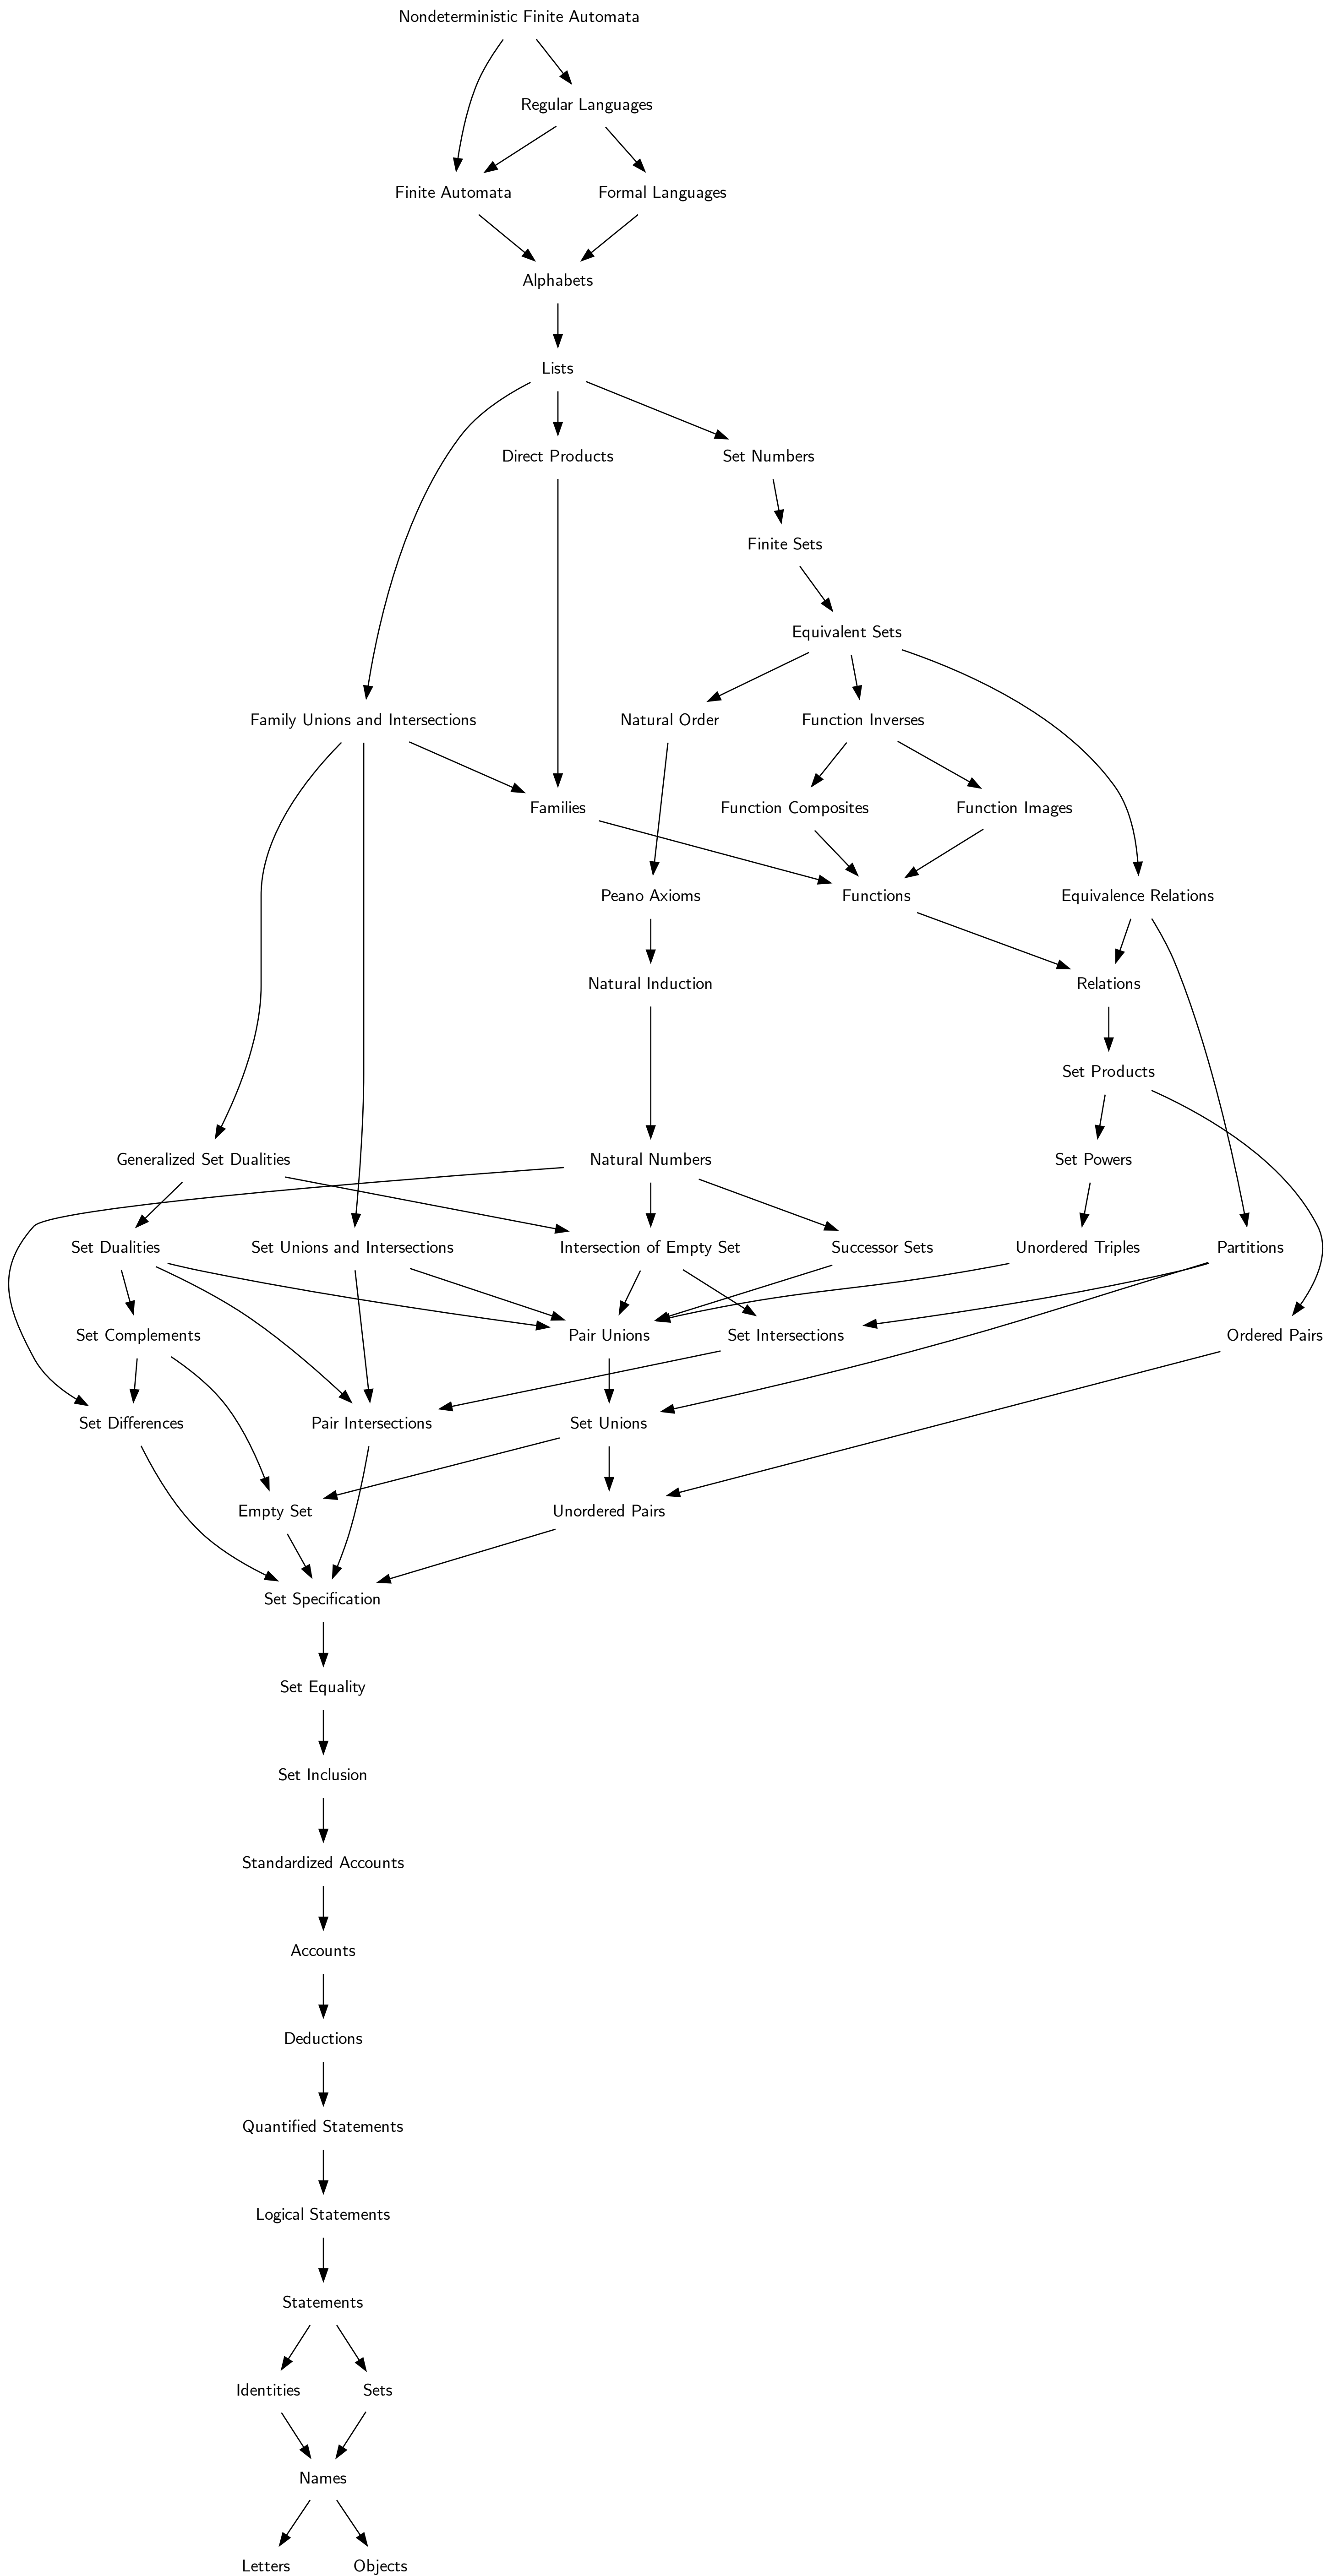 Nondeterministic Finite Automata
Regular Languages
Finite Automata
Formal Languages
Alphabets
Lists
Direct Products
Set Numbers
Finite Sets
Equivalent Sets
Family Unions and Intersections
Natural Order
Function Inverses
Families
Function Composites
Function Images
Peano Axioms
Functions
Equivalence Relations
Natural Induction
Relations
Set Products
Generalized Set Dualities
Natural Numbers
Set Powers
Set Dualities
Set Unions and Intersections
Intersection of Empty Set
Successor Sets
Unordered Triples
Partitions
Set Complements
Pair Unions
Set Intersections
Ordered Pairs
Set Differences
Pair Intersections
Set Unions
Empty Set
Unordered Pairs
Set Specification
Set Equality
Set Inclusion
Standardized Accounts
Accounts
Deductions
Quantified Statements
Logical Statements
Statements
Identities
Sets
Names
Letters
Objects